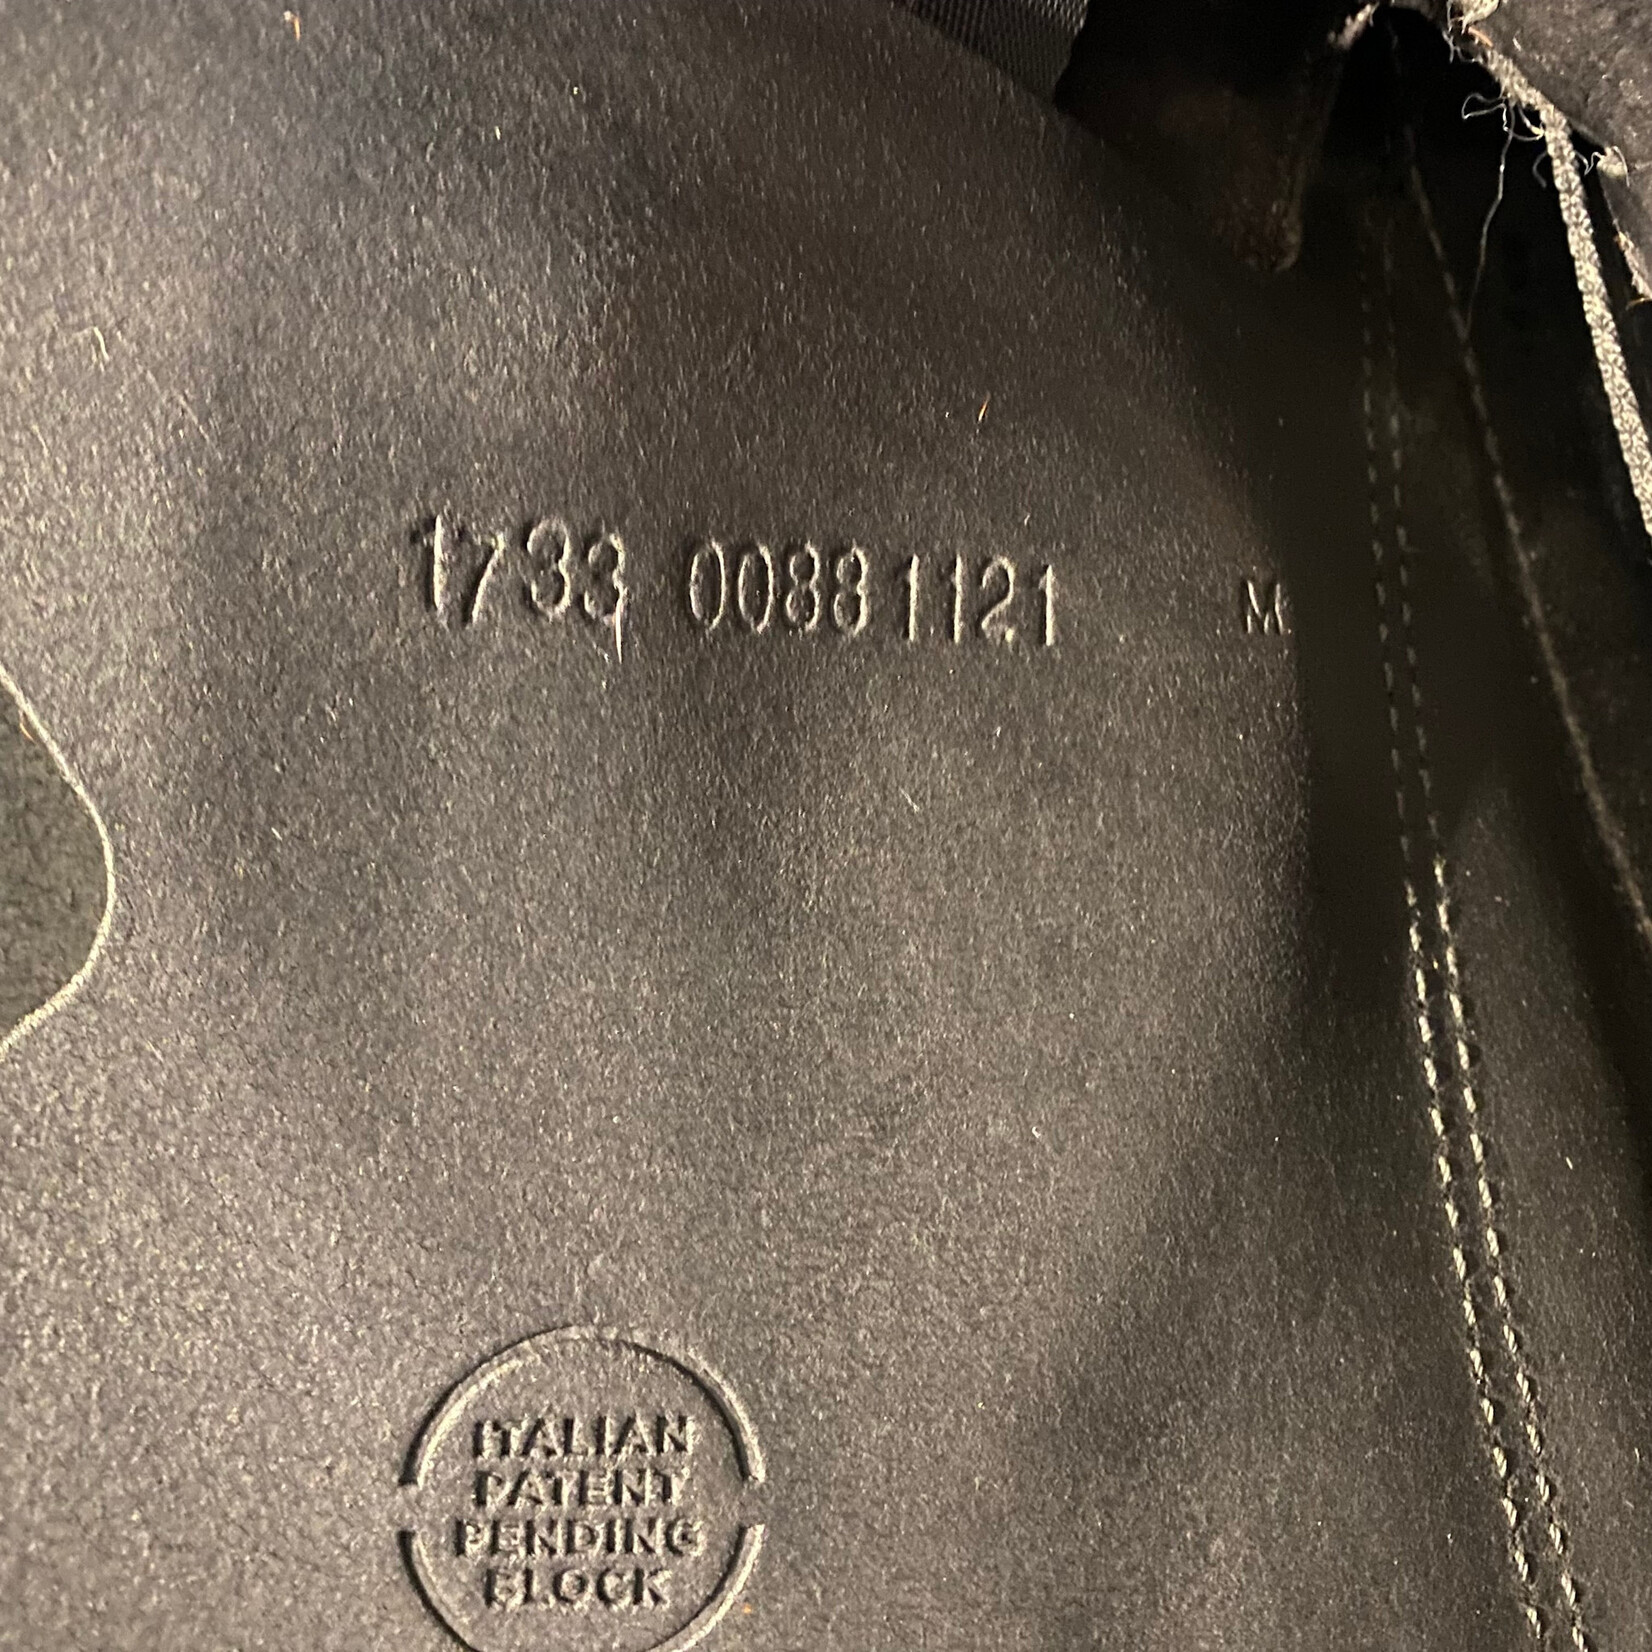 1733 00881121 M
ITALIAN
PATENT
PENDING
BLOCK